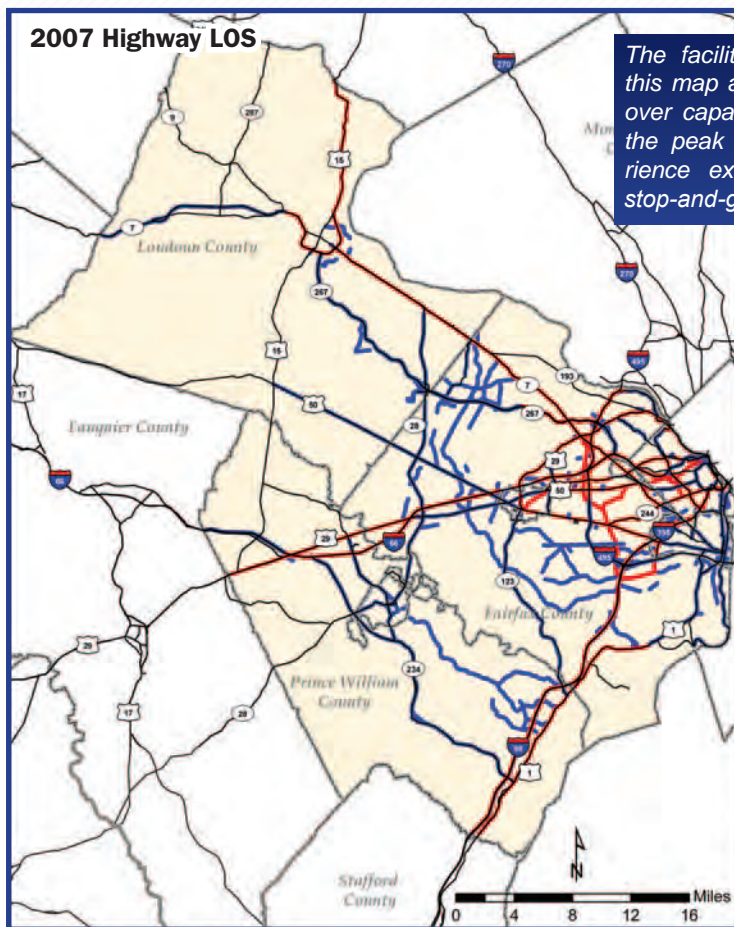 2007 Highway LOS
The facilit
this map a
over capa
the peak
rience ex
stop-and-g
270
9
287
15
7
Loudoun County
267
270
15
495
193
7
17
50
267
Fauquier County
28
29
50
66
244
29
66
395
495
123
Fairfax County
1
29
234
Prince William
County
17
28
95
1
N
Stafford
County
Miles
0 4 8 12 16